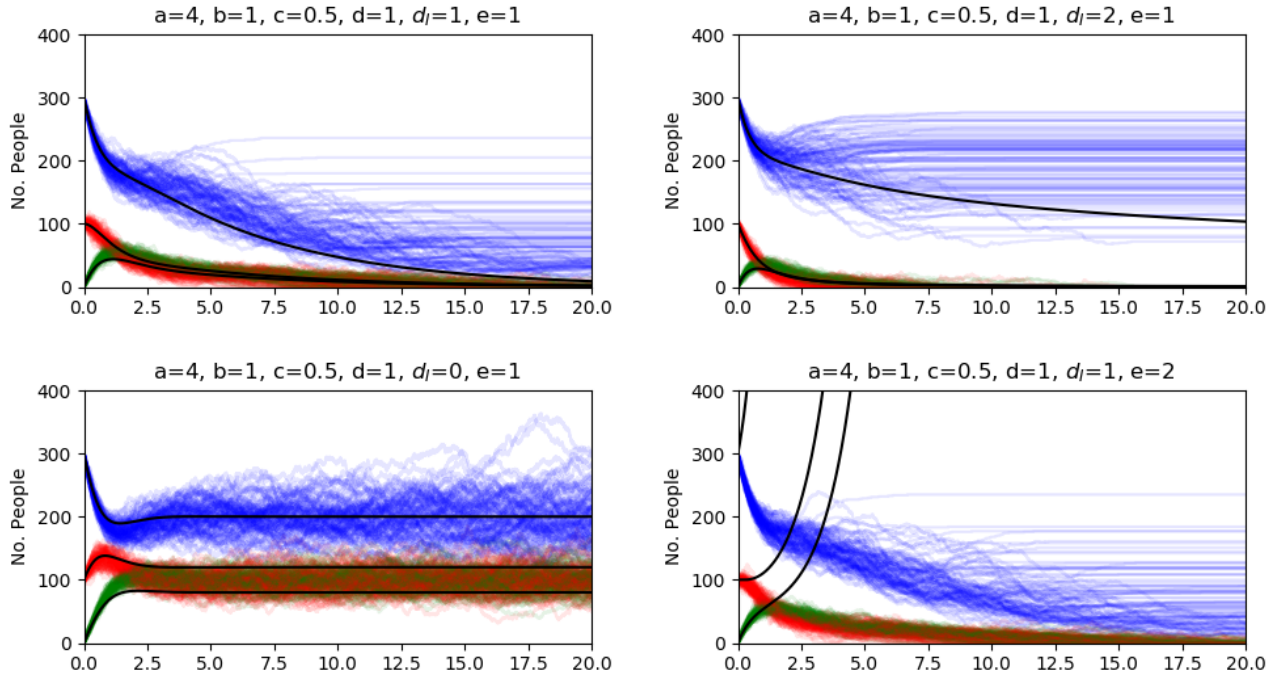 a=4, b=1, c=0.5, d=1, d_I=1, e=1
400
300
200
100
0
No. People
0.0 2.5 5.0 7.5 10.0 12.5 15.0 17.5 20.0
a=4, b=1, c=0.5, d=1, d_I=2, e=1
400
300
200
100
0
No. People
0.0 2.5 5.0 7.5 10.0 12.5 15.0 17.5 20.0
a=4, b=1, c=0.5, d=1, d_I=0, e=1
400
300
200
100
0
No. People
0.0 2.5 5.0 7.5 10.0 12.5 15.0 17.5 20.0
a=4, b=1, c=0.5, d=1, d_I=1, e=2
400
300
200
100
0
No. People
0.0 2.5 5.0 7.5 10.0 12.5 15.0 17.5 20.0